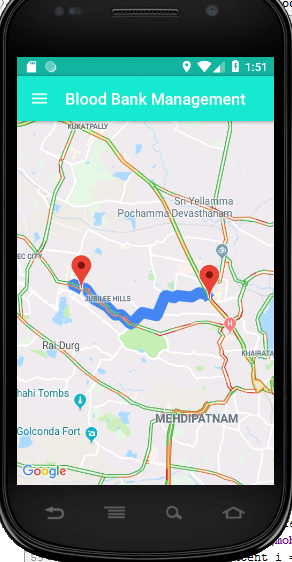 1:51
Blood Bank Management
KUKATPALLY
Sri Yellamma
Pochamma Devasthanam
EC CITY
JUBILEE HILLS
H
Rai Durg
KHAIRATA
hahi Tombs
MEHDIPATNAM
Golconda Fort
Google